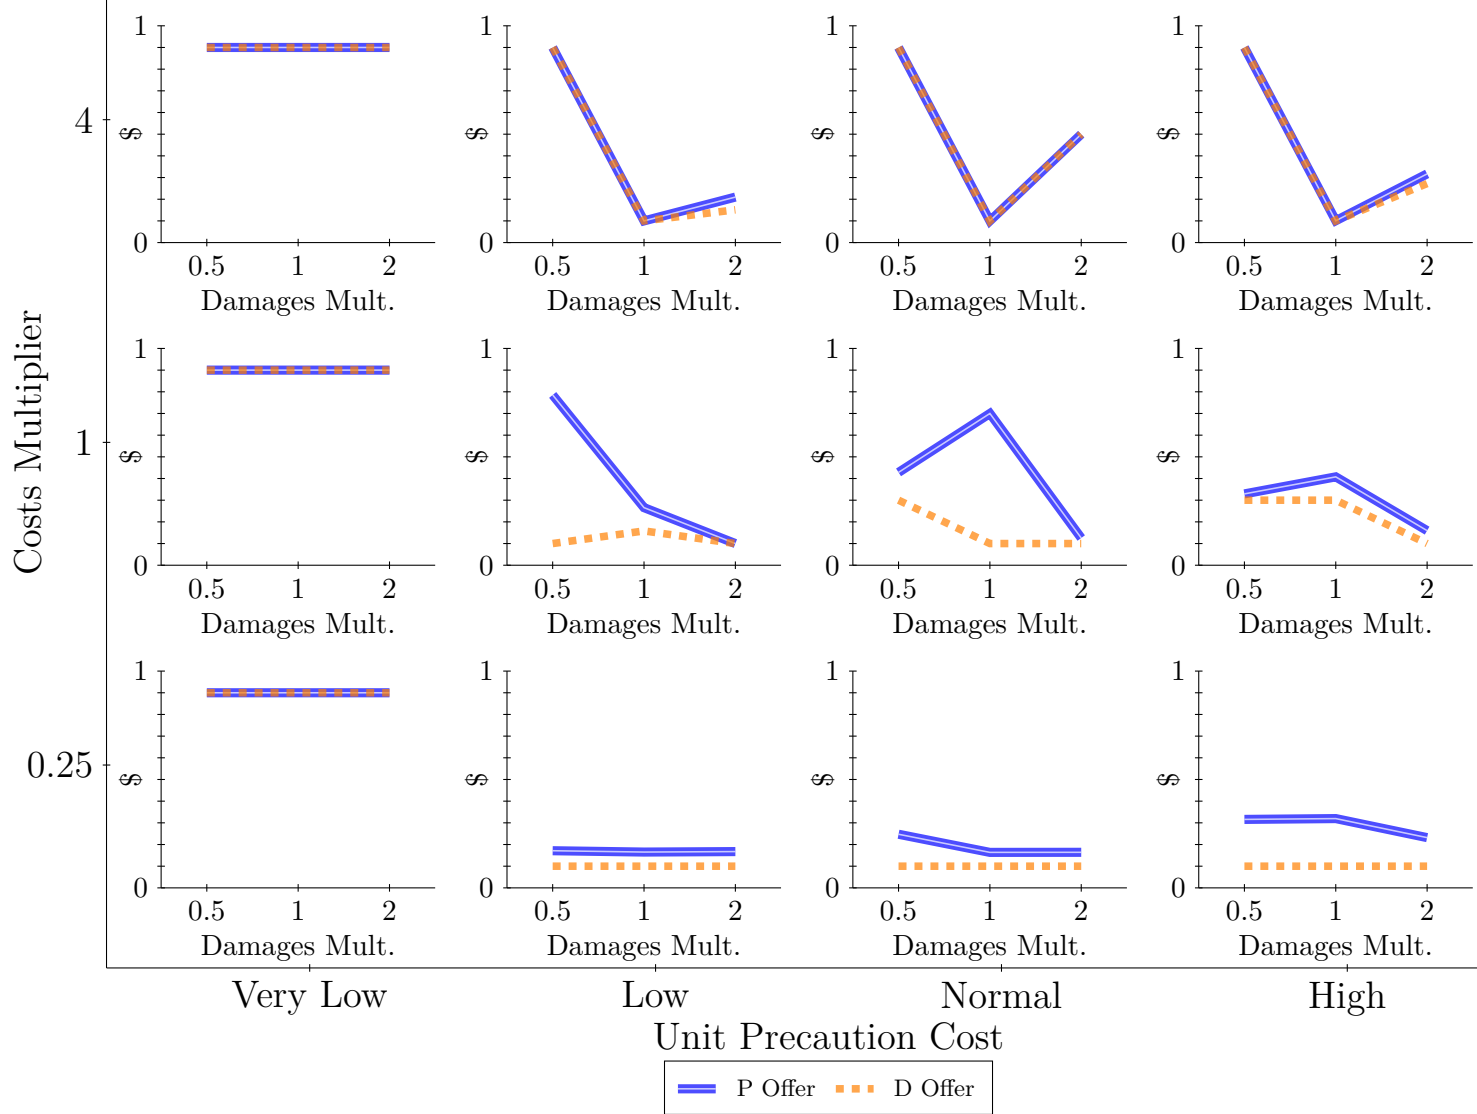 1 1 1 1
4 $ $ $ $
0 0 0 0
0.5 1 2 0.5 1 2 0.5 1 2 0.5 1 2
Damages Mult. Damages Mult. Damages Mult. Damages Mult.
Costs Multiplier
1 1 1 1
1 $ $ $ $
0 0 0 0
0.5 1 2 0.5 1 2 0.5 1 2 0.5 1 2
Damages Mult. Damages Mult. Damages Mult. Damages Mult.
1 1 1 1
0.25 $ $ $ $
0 0 0 0
0.5 1 2 0.5 1 2 0.5 1 2 0.5 1 2
Damages Mult. Damages Mult. Damages Mult. Damages Mult.
Very Low Low Normal High
Unit Precaution Cost
P Offer D Offer